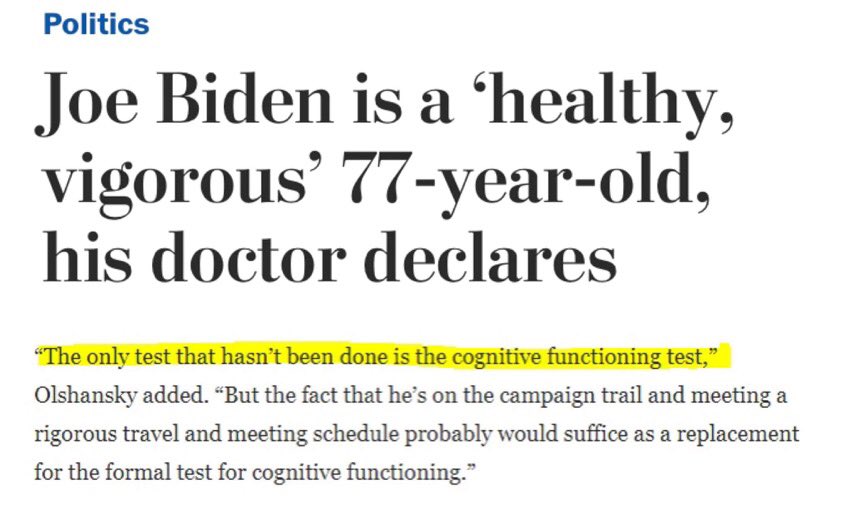 Politics
Joe Biden is a ‘healthy,
vigorous’ 77-year-old,
his doctor declares
“The only test that hasn’t been done is the cognitive functioning test,”
Olshansky added. “But the fact that he’s on the campaign trail and meeting a
rigorous travel and meeting schedule probably would suffice as a replacement
for the formal test for cognitive functioning.”